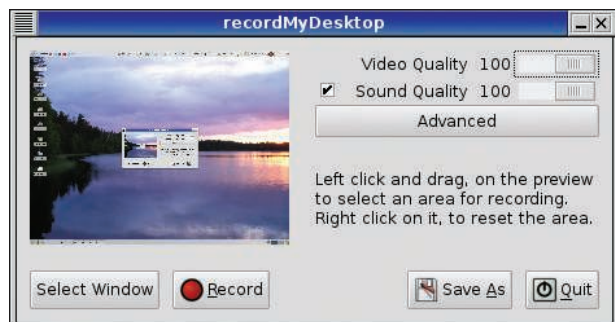 recordMyDesktop
Video Quality 100
Sound Quality 100
Advanced
Left click and drag, on the preview
to select an area for recording.
Right click on it, to reset the area.
Select Window
Record
Save As
Quit